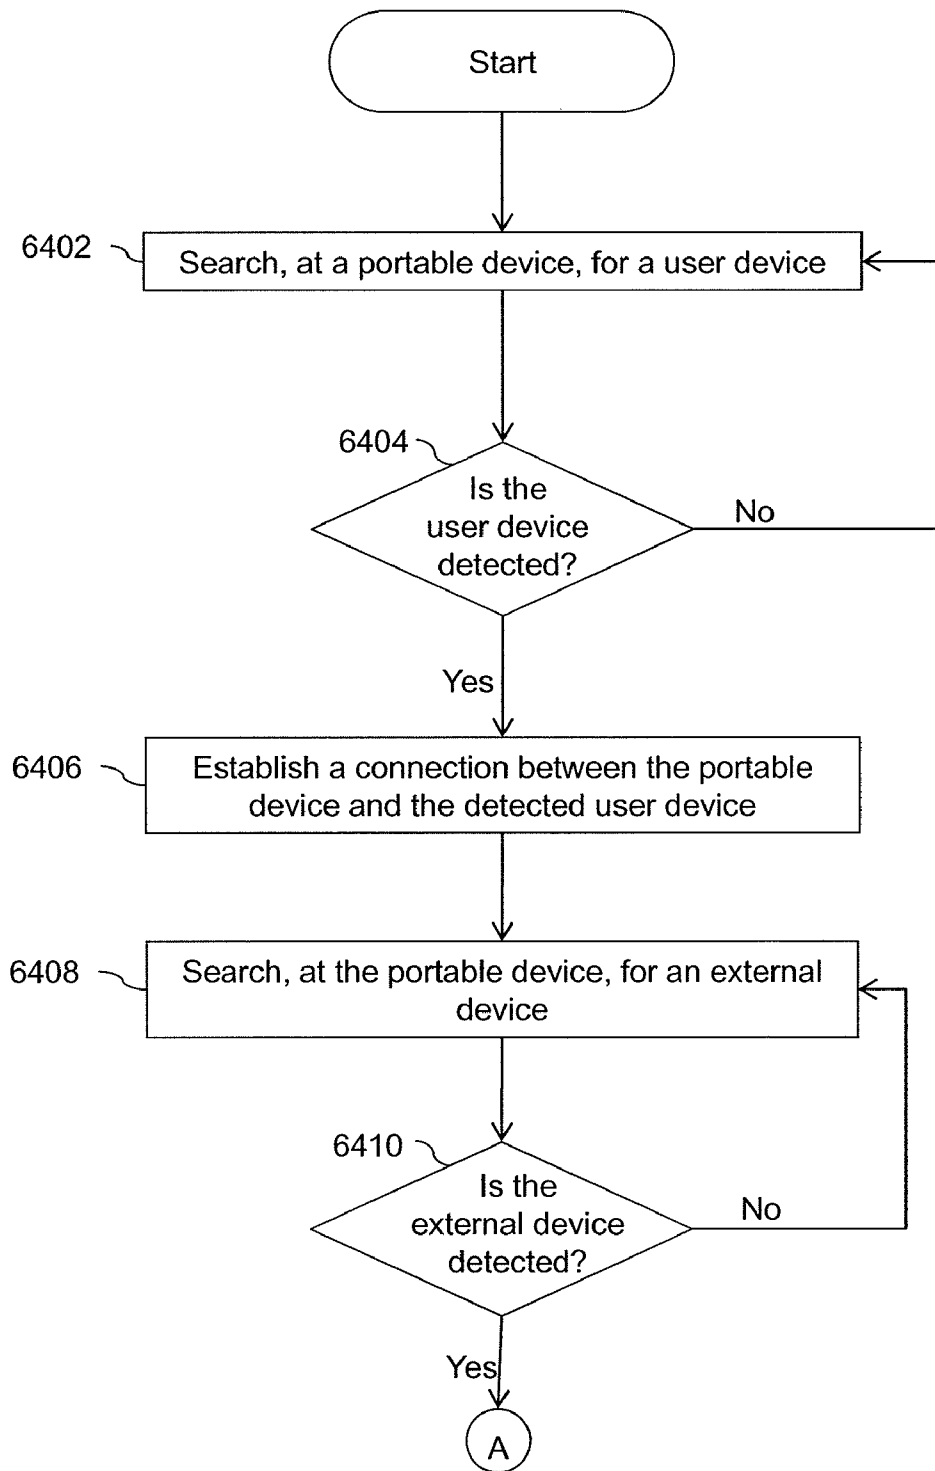 Start
6402
Search, at a portable device, for a user device
6404
Is the
user device
detected?
No
Yes
6406
Establish a connection between the portable
device and the detected user device
6408
Search, at the portable device, for an external
device
6410
Is the
external device
detected?
No
Yes
A